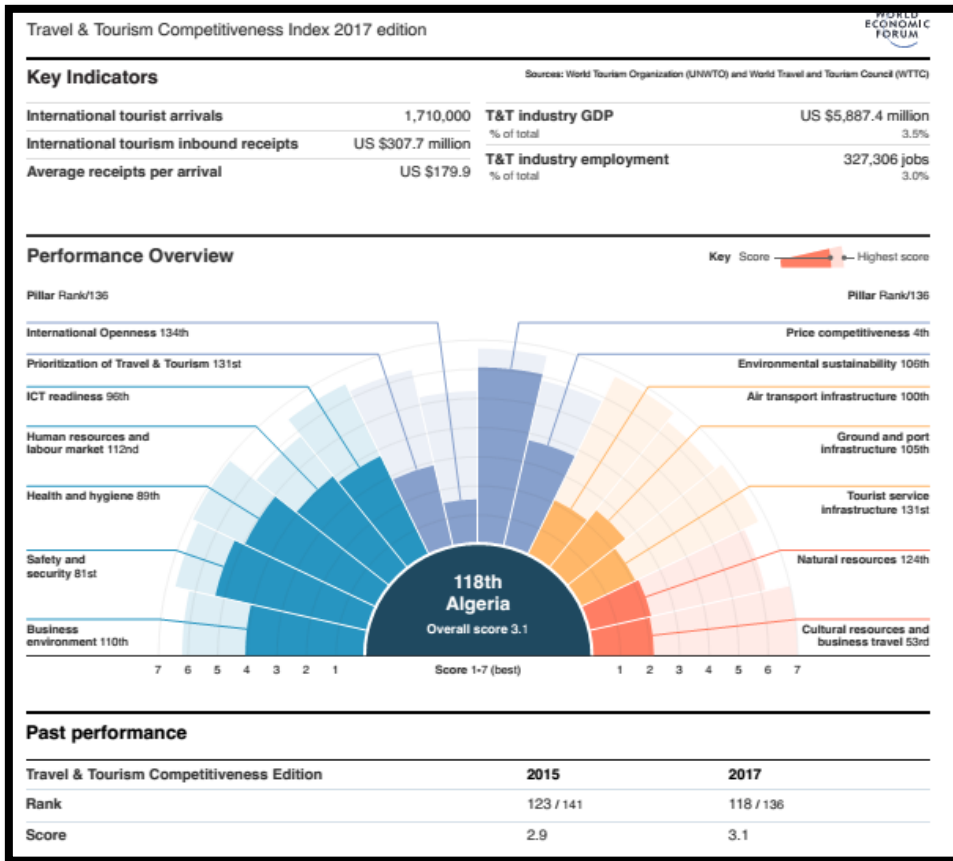 Travel & Tourism Competitiveness Index 2017 edition
WORLD
ECONOMIC
FORUM
Key Indicators
Sources: World Tourism Organization (UNWTO) and World Travel and Tourism Council (WTTC)
International tourist arrivals 1,710,000
International tourism inbound receipts US $307.7 million
Average receipts per arrival US $179.9
T&T industry GDP US $5,887.4 million
% of total 3.5%
T&T industry employment 327,306 jobs
% of total 3.0%
Performance Overview
Key Score Highest score
Pillar Rank/136
Pillar Rank/136
International Openness 134th
Prioritization of Travel & Tourism 131st
ICT readiness 96th
Human resources and
labour market 112nd
Health and hygiene 89th
Safety and
security 81st
Business
environment 110th
Price competitiveness 4th
Environmental sustainability 106th
Air transport infrastructure 100th
Ground and port
infrastructure 105th
Tourist service
infrastructure 131st
Natural resources 124th
Cultural resources and
business travel 53rd
118th
Algeria
Overall score 3.1
7 6 5 4 3 2 1 Score 1-7 (best) 1 2 3 4 5 6 7
Past performance
Travel & Tourism Competitiveness Edition 2015 2017
Rank 123 / 141 118 / 136
Score 2.9 3.1